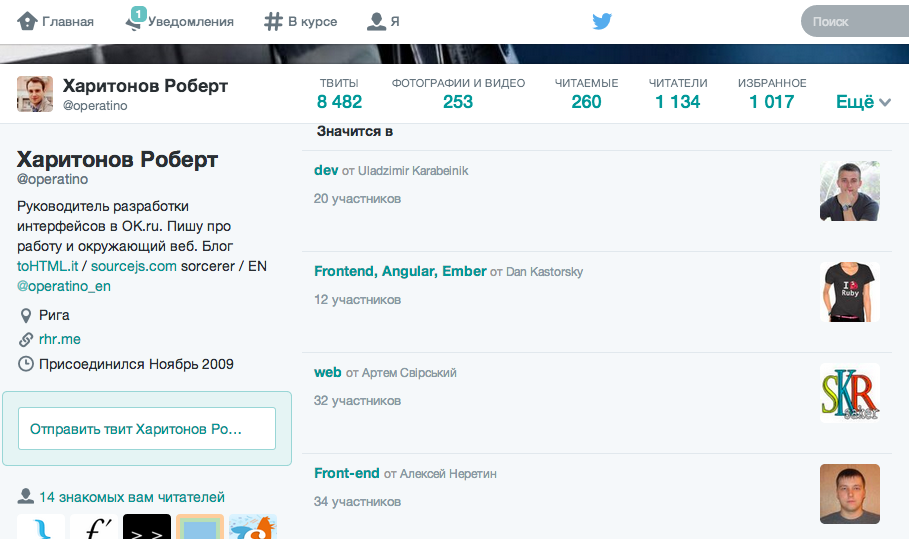 Главная
1
Уведомления
В курсе
Я
Поиск
Харитонов Роберт
@operatino
ТВИТЫ
8 482
ФОТОГРАФИИ И ВИДЕО
253
ЧИТАЕМЫЕ
260
ЧИТАТЕЛИ
1 134
ИЗБРАННОЕ
1 017
Ещё
Харитонов Роберт
@operatino
Руководитель разработки
интерфейсов в OK.ru. Пишу про
работу и окружающий веб. Блог
toHTML.it / sourcejs.com sorcerer / EN
@operatino_en
Рига
rhr.me
Присоединился Ноябрь 2009
Отправить твит Харитонов Ро...
14 знакомых вам читателей
f′
> >
Значится в
dev от Uladzimir Karabeinik
20 участников
Frontend, Angular, Ember от Dan Kastorsky
12 участников
I
Ruby
web от Артем Свірський
32 участников
SKR
seker
Front-end от Алексей Неретин
34 участников